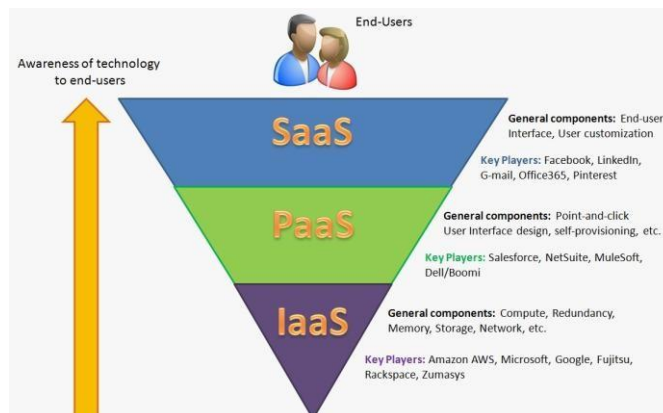 End-Users
Awareness of technology
to end-users
SaaS
General components: End-user
Interface, User customization
Key Players: Facebook, LinkedIn,
G-mail, Office365, Pinterest
PaaS
General components: Point-and-click
User Interface design, self-provisioning, etc.
Key Players: Salesforce, NetSuite, MuleSoft,
Dell/Boomi
IaaS
General components: Compute, Redundancy,
Memory, Storage, Network, etc.
Key Players: Amazon AWS, Microsoft, Google, Fujitsu,
Rackspace, Zumasys